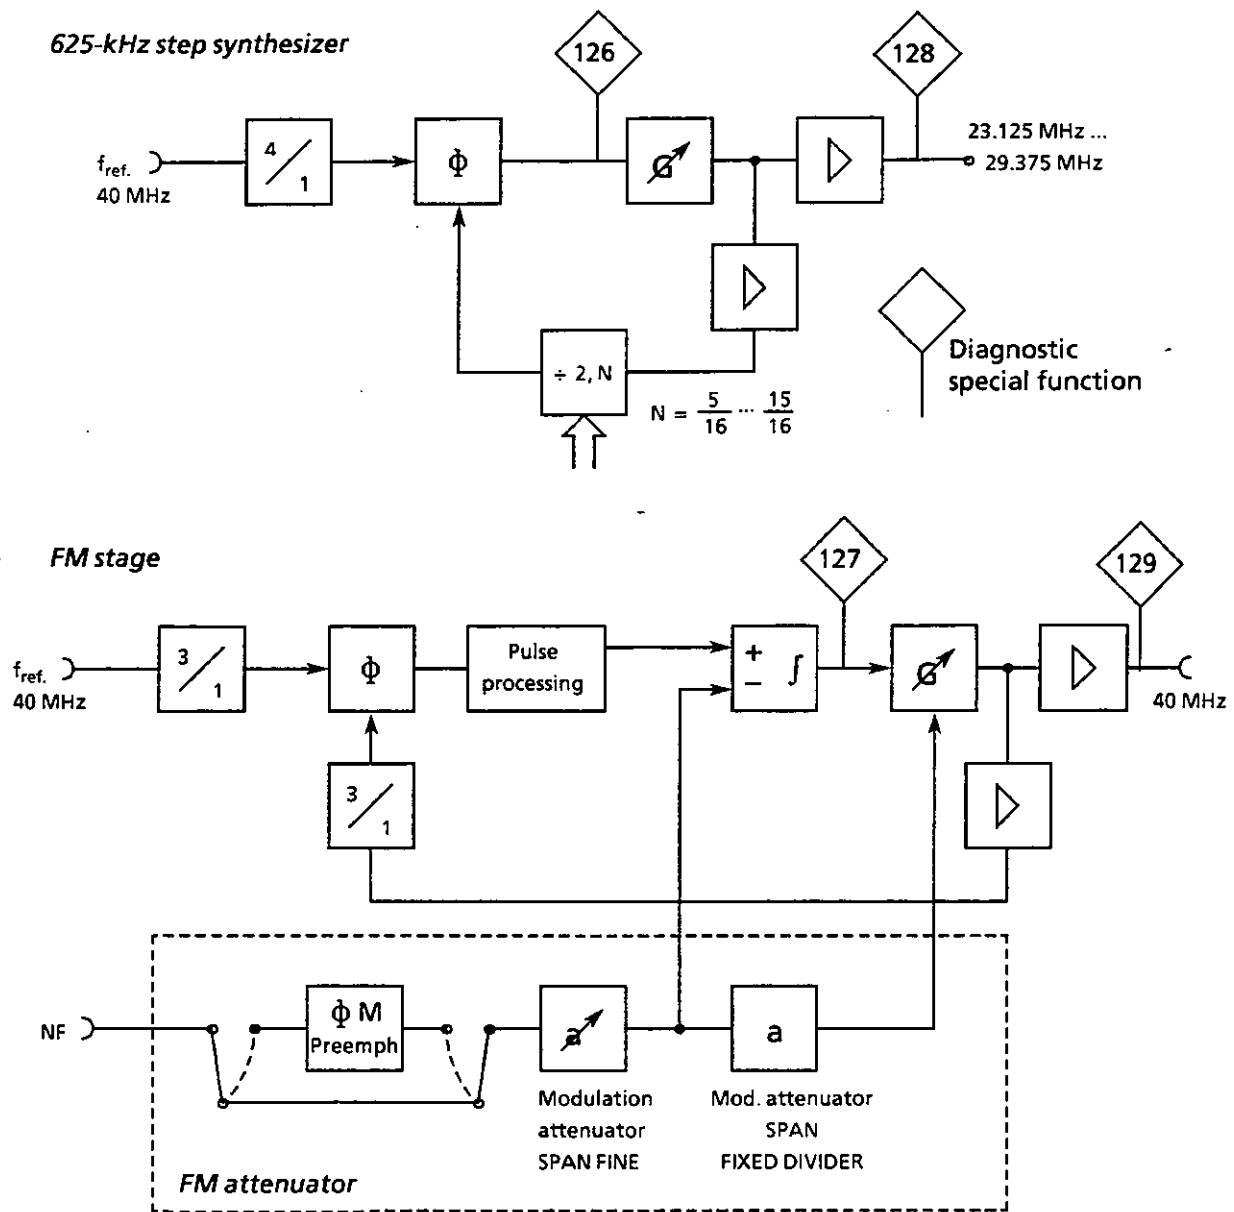 625-kHz step synthesizer
126
128
f ref.
40 MHz
4/1
Φ
G
23.125 MHz ...
29.375 MHz
÷ 2, N
N = 5/16 ... 15/16
Diagnostic
special function
FM stage
127
129
f ref.
40 MHz
3/1
Φ
Pulse
processing
+
−
∫
G
40 MHz
3/1
NF
Φ M
Preemph
a
a
Modulation
attenuator
SPAN FINE
Mod. attenuator
SPAN
FIXED DIVIDER
FM attenuator